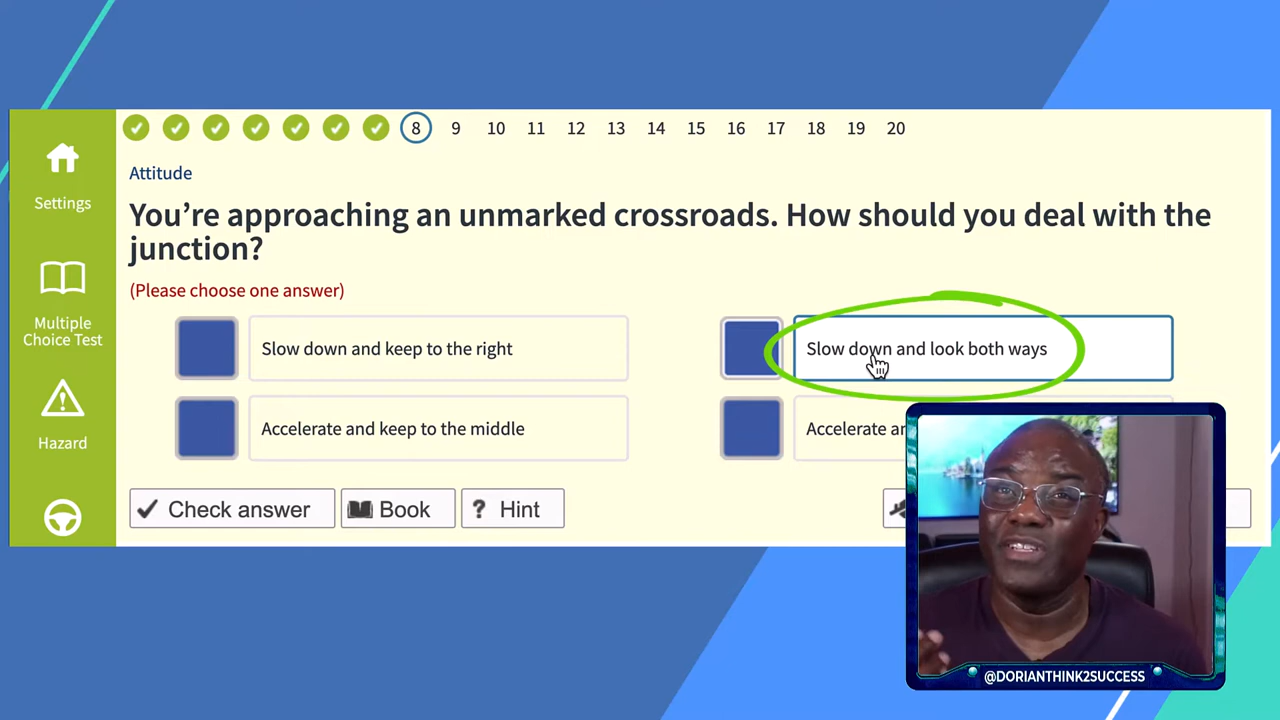 8 9 10 11 12 13 14 15 16 17 18 19 20
Settings
Multiple
Choice Test
Hazard
Attitude
You’re approaching an unmarked crossroads. How should you deal with the
junction?
(Please choose one answer)
Slow down and keep to the right
Slow down and look both ways
Accelerate and keep to the middle
Accelerate
Check answer
Book
? Hint
@DORIANTHINK2SUCCESS